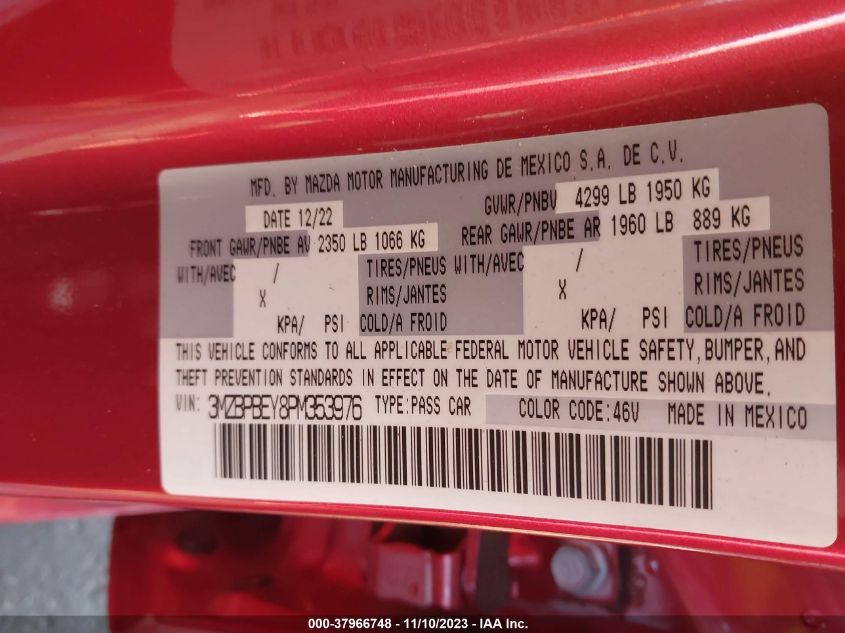 MFD. BY MAZDA MOTOR MANUFACTURING DE MEXICO S.A. DE C.V.
DATE 12/22 GVWR/PNBV 4299 LB 1950 KG
FRONT GAWR/PNBE AV 2350 LB 1066 KG REAR GAWR/PNBE AR 1960 LB 889 KG
WITH/AVEC / TIRES/PNEUS WITH/AVEC / TIRES/PNEUS
X RIMS/JANTES X RIMS/JANTES
KPA/ PSI COLD/A FROID KPA/ PSI COLD/A FROID
THIS VEHICLE CONFORMS TO ALL APPLICABLE FEDERAL MOTOR VEHICLE SAFETY, BUMPER, AND
THEFT PREVENTION STANDARDS IN EFFECT ON THE DATE OF MANUFACTURE SHOWN ABOVE.
VIN: 3MZBPBEY8PM353976 TYPE:PASS CAR COLOR CODE:46V MADE IN MEXICO
000-37966748 - 11/10/2023 - IAA Inc.